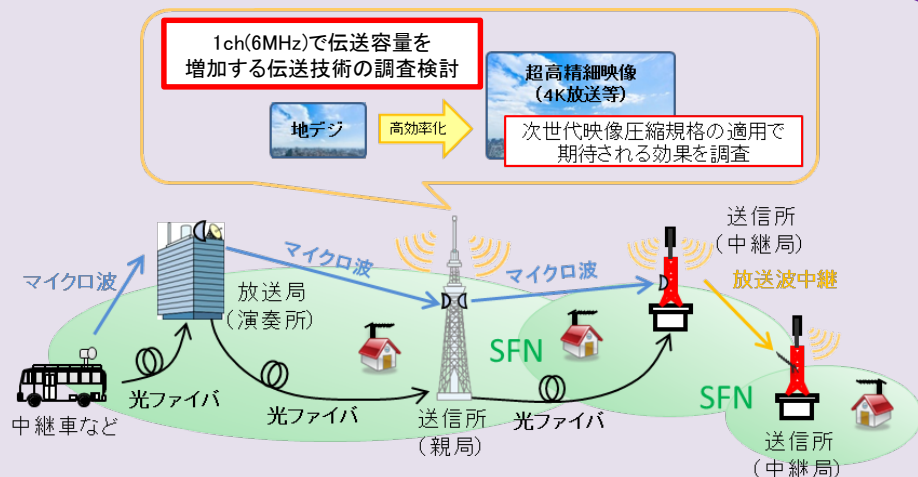 1ch(6MHz)で伝送容量を
増加する伝送技術の調査検討
超高精細映像
(4K放送等)
地デジ
高効率化
次世代映像圧縮規格の適用で
期待される効果を調査
送信所
(中継局)
マイクロ波
マイクロ波
マイクロ波
放送波中継
放送局
(演奏所)
SFN
SFN
光ファイバ
光ファイバ
光ファイバ
中継車など
送信所
(親局)
送信所
(中継局)